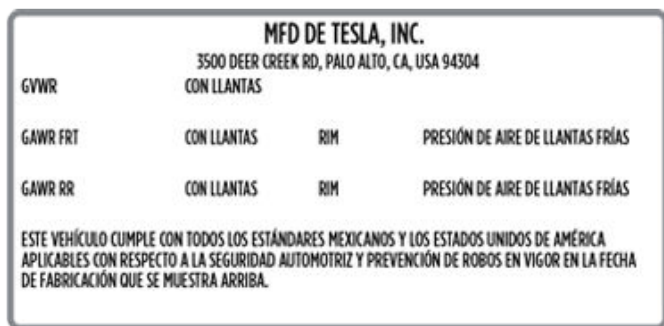 MFD DE TESLA, INC.
3500 DEER CREEK RD, PALO ALTO, CA, USA 94304
GVWR CON LLANTAS
GAWR FRT CON LLANTAS RIM PRESIÓN DE AIRE DE LLANTAS FRÍAS
GAWR RR CON LLANTAS RIM PRESIÓN DE AIRE DE LLANTAS FRÍAS
ESTE VEHÍCULO CUMPLE CON TODOS LOS ESTÁNDARES MEXICANOS Y LOS ESTADOS UNIDOS DE AMÉRICA
APLICABLES CON RESPECTO A LA SEGURIDAD AUTOMOTRIZ Y PREVENCIÓN DE ROBOS EN VIGOR EN LA FECHA
DE FABRICACIÓN QUE SE MUESTRA ARRIBA.